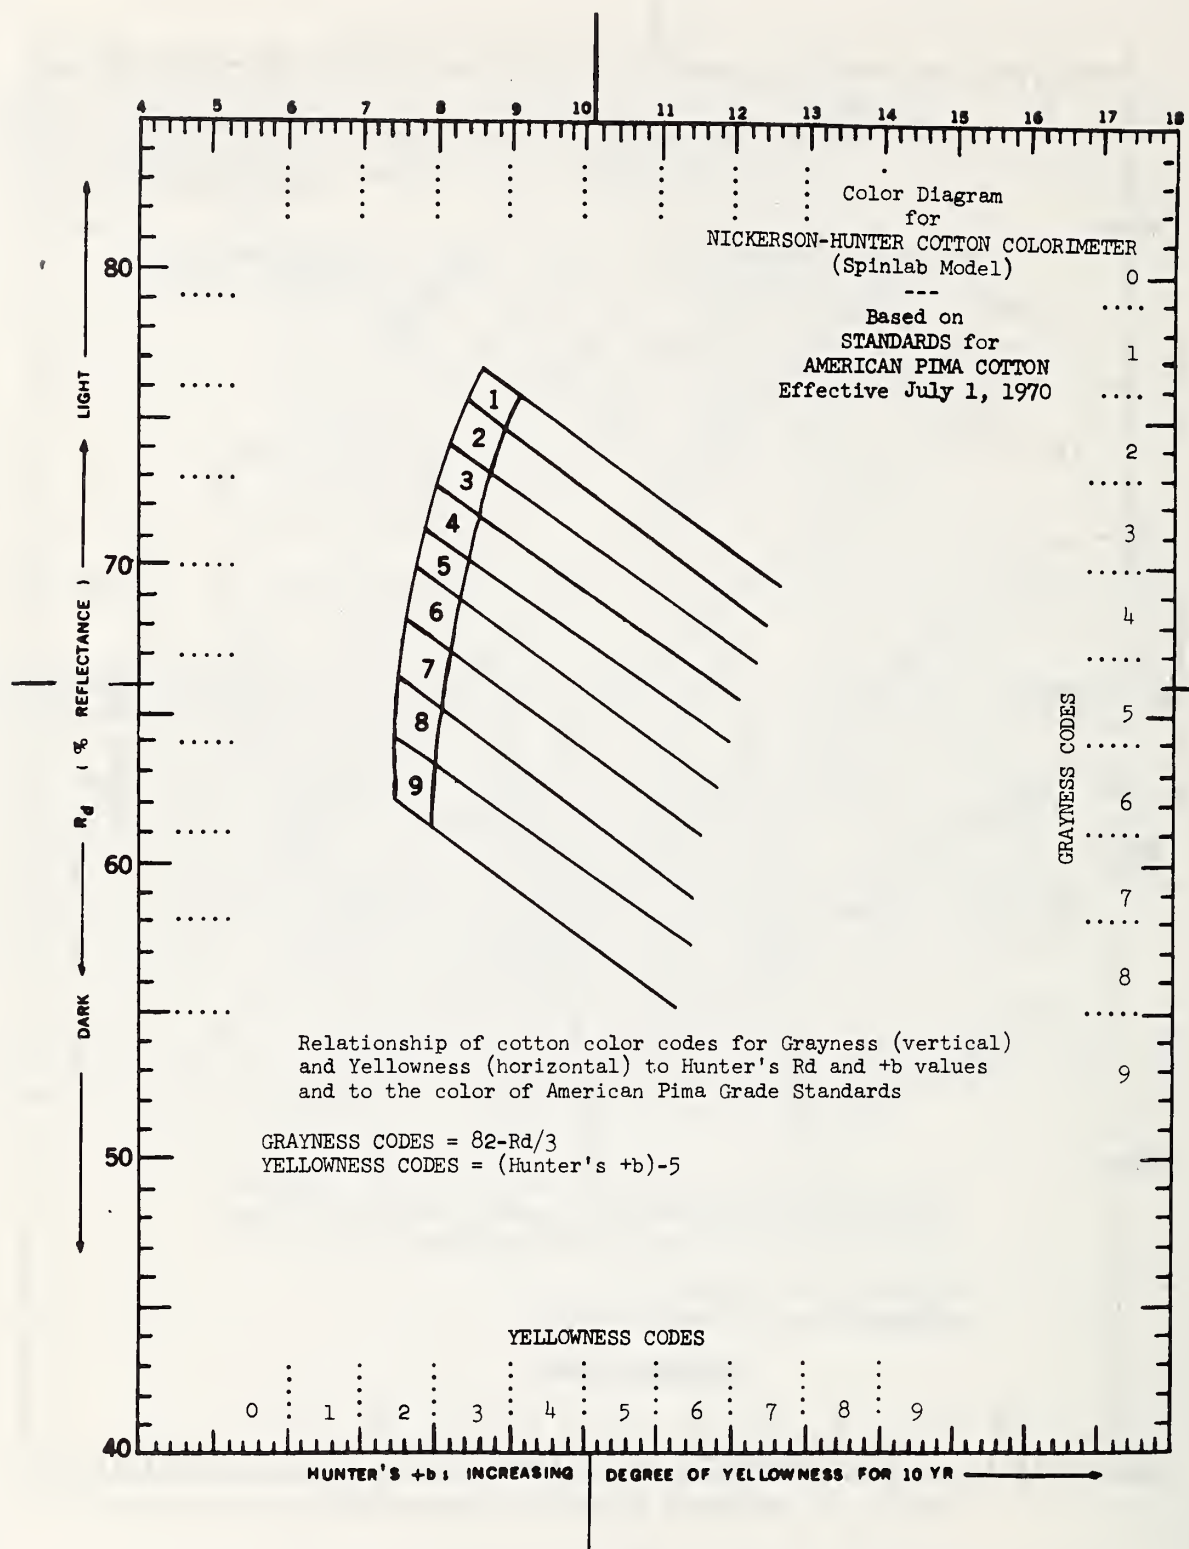 4 5 6 7 8 9 10 11 12 13 14 15 16 17 18
Color Diagram
for
NICKERSON-HUNTER COTTON COLORIMETER
(Spinlab Model)
---
Based on
STANDARDS for
AMERICAN PIMA COTTON
Effective July 1, 1970
80
70
60
50
40
DARK Rd (% REFLECTANCE) LIGHT
1
2
3
4
5
6
7
8
9
GRAYNESS CODES
0
1
2
3
4
5
6
7
8
9
Relationship of cotton color codes for Grayness (vertical)
and Yellowness (horizontal) to Hunter's Rd and +b values
and to the color of American Pima Grade Standards
GRAYNESS CODES = 82-Rd/3
YELLOWNESS CODES = (Hunter's +b)-5
YELLOWNESS CODES
0 1 2 3 4 5 6 7 8 9
HUNTER'S +b: INCREASING DEGREE OF YELLOWNESS FOR 10 YR